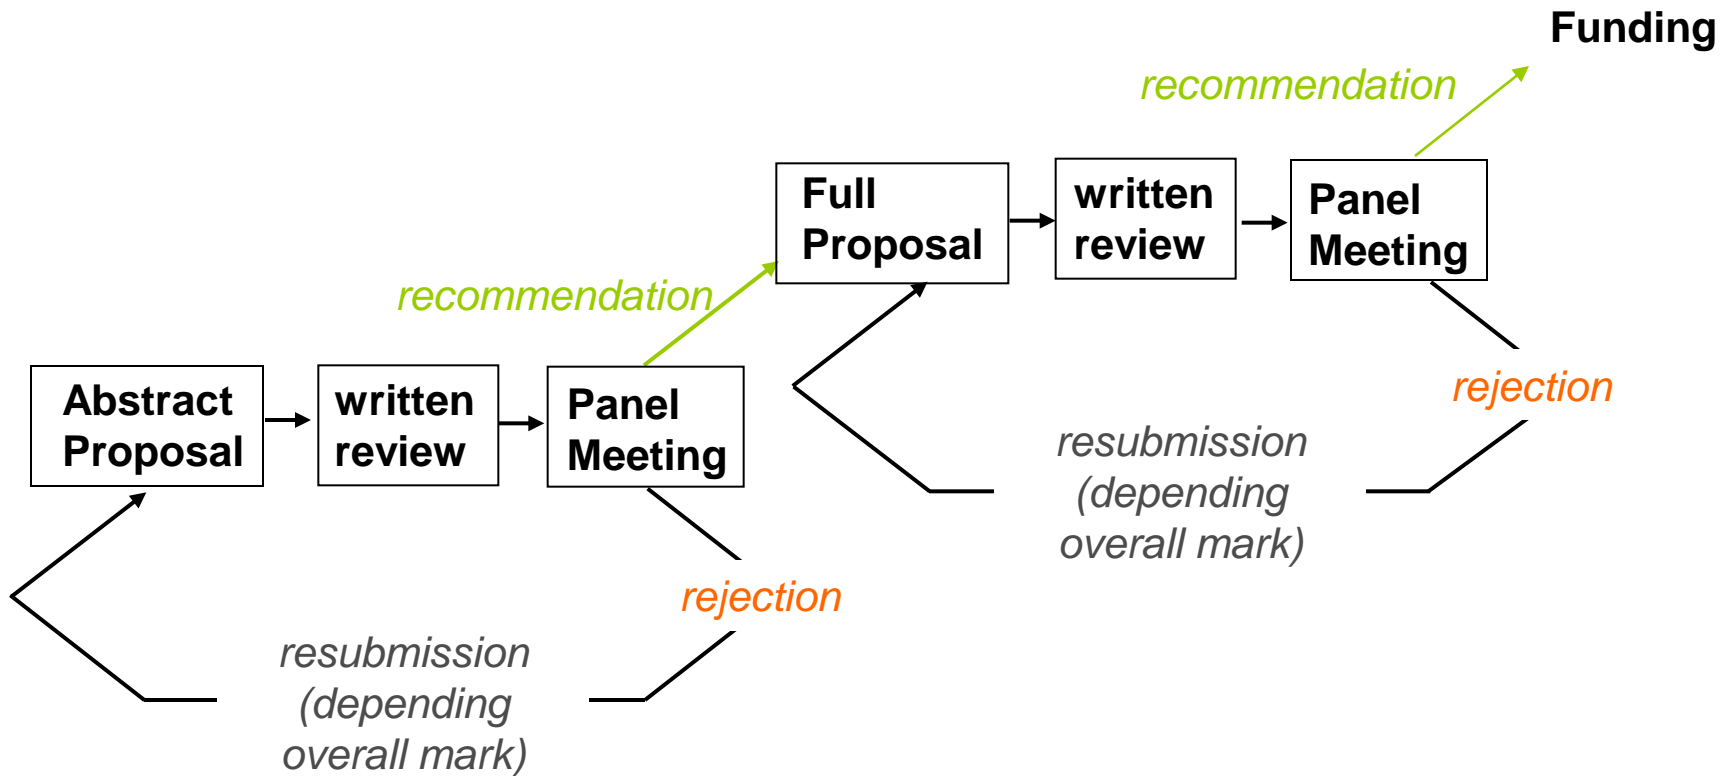 Funding
recommendation
Full
Proposal
written
review
Panel
Meeting
recommendation
rejection
resubmission
(depending
overall mark)
Abstract
Proposal
written
review
Panel
Meeting
rejection
resubmission
(depending
overall mark)